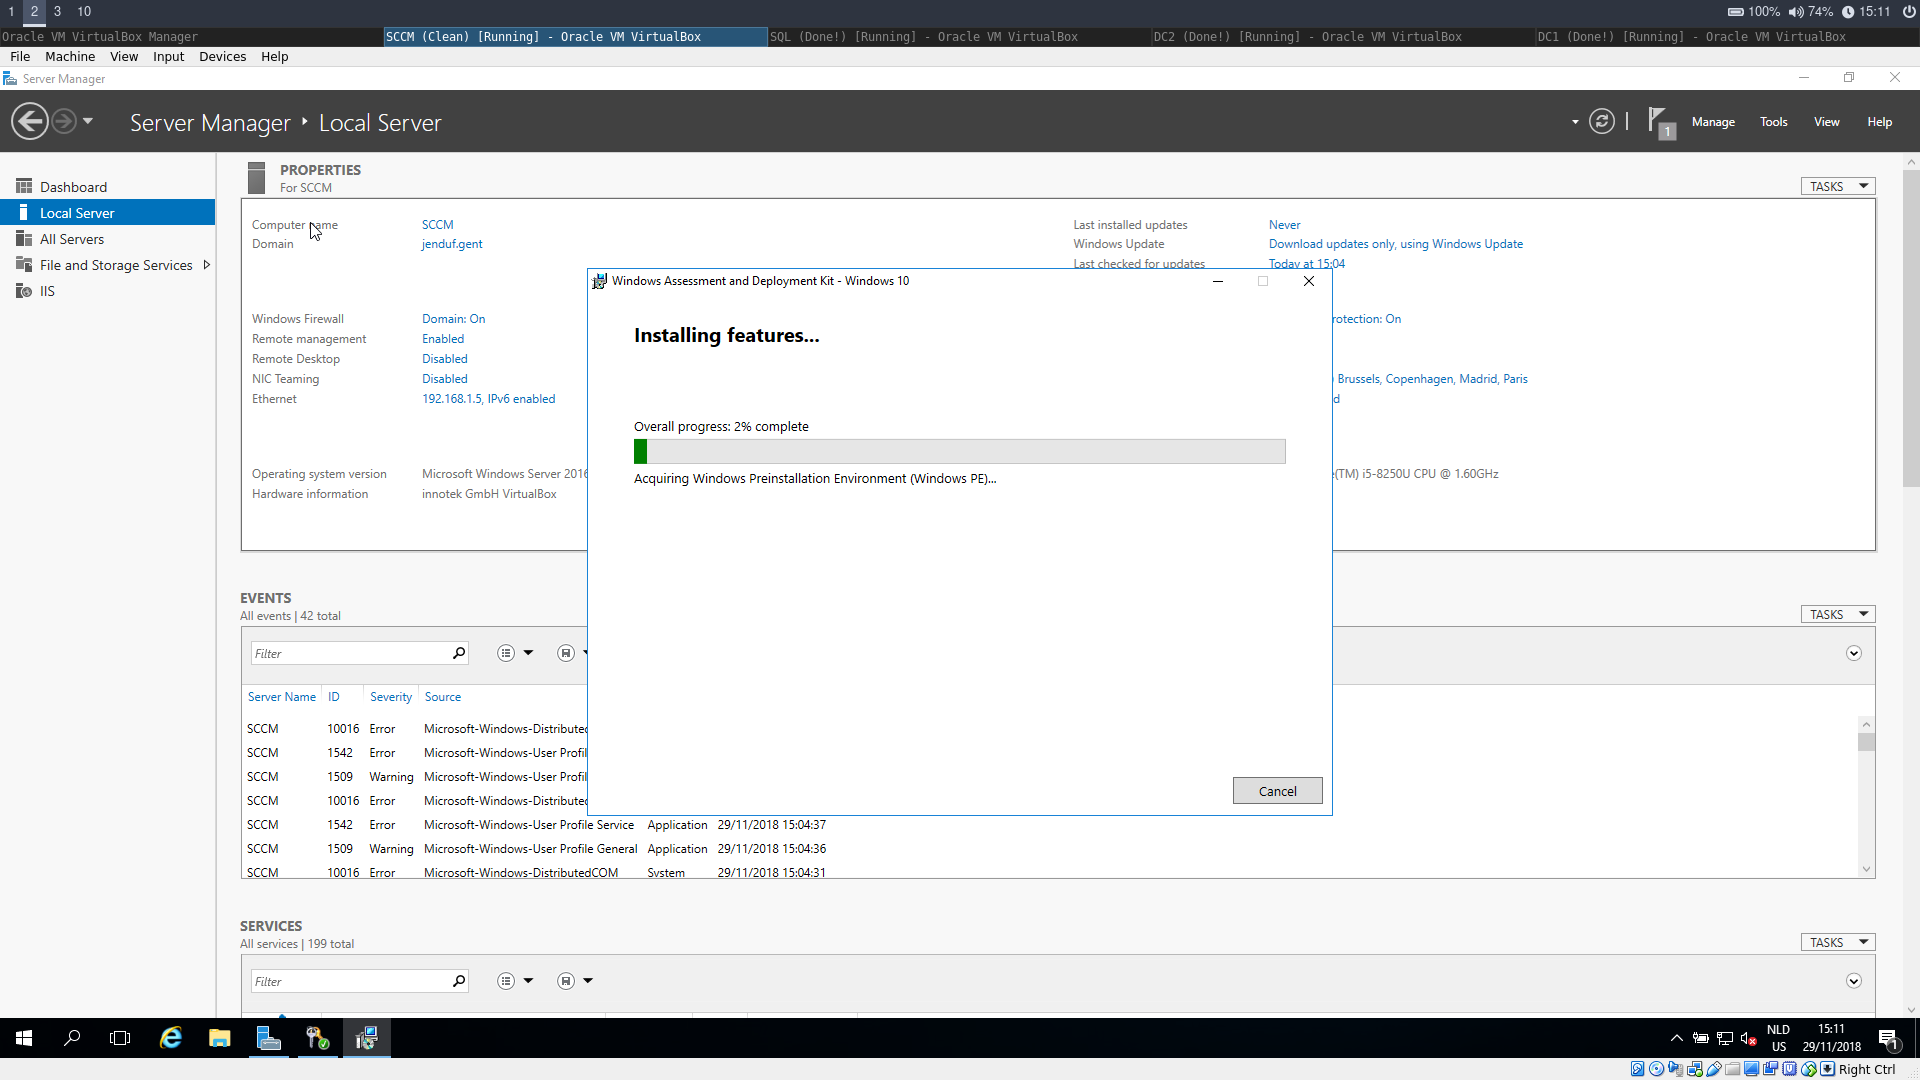 1 2 3 10 100% 74% 15:11
Oracle VM VirtualBox Manager SCCM (Clean) [Running] - Oracle VM VirtualBox SQL (Done!) [Running] - Oracle VM VirtualBox DC2 (Done!) [Running] - Oracle VM VirtualBox DC1 (Done!) [Running] - Oracle VM VirtualBox
File Machine View Input Devices Help
Server Manager
Server Manager Local Server 1 Manage Tools View Help
Dashboard
Local Server
All Servers
File and Storage Services
IIS
PROPERTIES
For SCCM
TASKS
Computer name SCCM Last installed updates Never
Domain jenduf.gent Windows Update Download updates only, using Windows Update
Last checked for updates Today at 15:04
Windows Firewall Domain: On rotection: On
Remote management Enabled
Remote Desktop Disabled
NIC Teaming Disabled Brussels, Copenhagen, Madrid, Paris
Ethernet 192.168.1.5, IPv6 enabled d
Operating system version Microsoft Windows Server 2016 (TM) i5-8250U CPU @ 1.60GHz
Hardware information innotek GmbH VirtualBox
Windows Assessment and Deployment Kit - Windows 10
Installing features...
Overall progress: 2% complete
Acquiring Windows Preinstallation Environment (Windows PE)...
Cancel
EVENTS
All events | 42 total
TASKS
Filter
Server Name ID Severity Source
SCCM 10016 Error Microsoft-Windows-Distributed
SCCM 1542 Error Microsoft-Windows-User Profil
SCCM 1509 Warning Microsoft-Windows-User Profil
SCCM 10016 Error Microsoft-Windows-Distributed
SCCM 1542 Error Microsoft-Windows-User Profile Service Application 29/11/2018 15:04:37
SCCM 1509 Warning Microsoft-Windows-User Profile General Application 29/11/2018 15:04:36
SCCM 10016 Error Microsoft-Windows-DistributedCOM System 29/11/2018 15:04:31
SERVICES
All services | 199 total
TASKS
Filter
NLD
US
15:11
29/11/2018
1
Right Ctrl